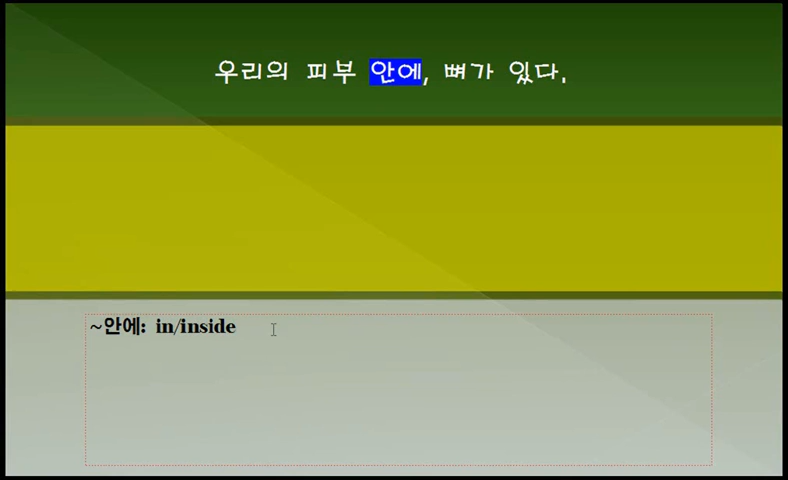 우리의 피부 안에, 뼈가 있다.
~안에: in/inside